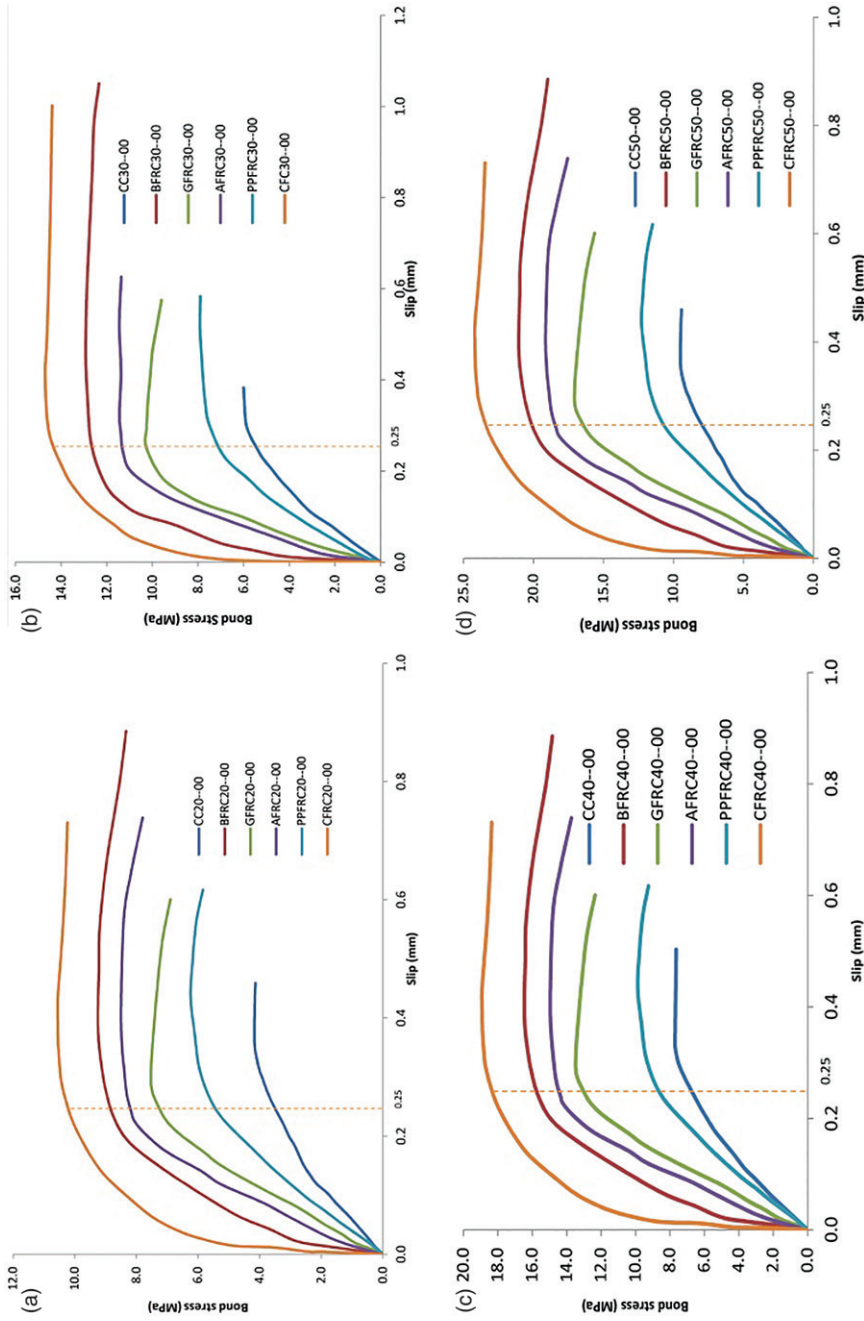 (a)
12.0
10.0
8.0
6.0
4.0
2.0
0.0
Bond stress (MPa)
0.0
0.2
0.25
0.4
0.6
0.8
1.0
Slip (mm)
CC20--00
BFRC20--00
GFRC20--00
AFRC20--00
PPFRC20--00
CFRC20--00
(b)
16.0
14.0
12.0
10.0
8.0
6.0
4.0
2.0
0.0
Bond Stress (MPa)
0.0
0.2
0.25
0.4
0.6
0.8
1.0
1.2
Slip (mm)
CC30--00
BFRC30--00
GFRC30--00
AFRC30--00
PPFRC30--00
CFC30--00
(c)
20.0
18.0
16.0
14.0
12.0
10.0
8.0
6.0
4.0
2.0
0.0
Bond stress (MPa)
0.0
0.2
0.25
0.4
0.6
0.8
1.0
Slip (mm)
CC40--00
BFRC40--00
GFRC40--00
AFRC40--00
PPFRC40--00
CFRC40--00
(d)
25.0
20.0
15.0
10.0
5.0
0.0
Bond stress (MPa)
0.0
0.2
0.25
0.4
0.6
0.8
1.0
Slip (mm)
CC50--00
BFRC50--00
GFRC50--00
AFRC50--00
PPFRC50--00
CFRC50--00